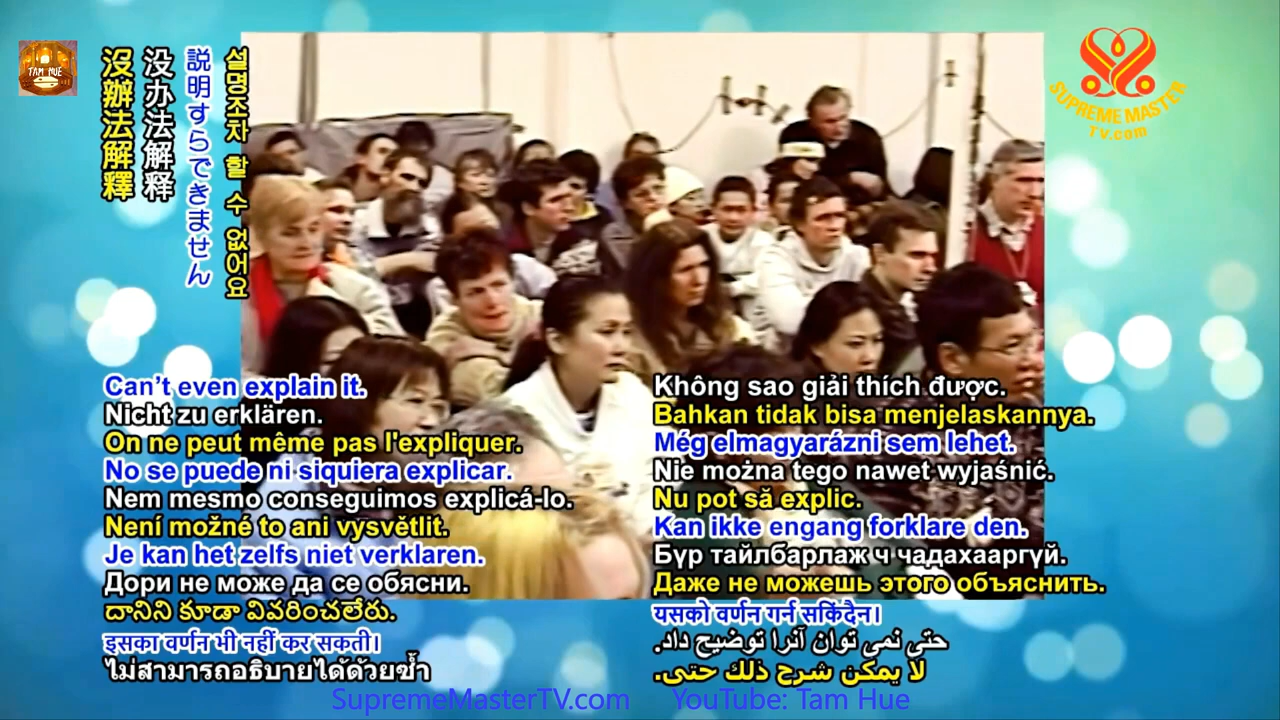 TAM HUE
沒辦法解釋
没办法解释
説明すらできません
설명조차 할 수 없어요
SUPREME MASTER
TV.com
Can't even explain it.
Nicht zu erklären.
On ne peut même pas l'expliquer.
No se puede ni siquiera explicar.
Nem mesmo conseguimos explicá-lo.
Není možné to ani vysvětlit.
Je kan het zelfs niet verklaren.
Дори не може да се обясни.
దానిని కూడా వివరించలేరు.
इसका वर्णन भी नहीं कर सकती।
ไม่สามารถอธิบายได้ด้วยซ้ำ
Không sao giải thích được.
Bahkan tidak bisa menjelaskannya.
Még elmagyarázni sem lehet.
Nie można tego nawet wyjaśnić.
Nu pot să explic.
Kan ikke engang forklare den.
Бүр тайлбарлаж ч чадахааргүй.
Даже не можешь этого объяснить.
यसको वर्णन गर्न सकिंदैन।
حتی نمی توان آنرا توضیح داد.
لا يمكن شرح ذلك حتى.
SupremeMasterTV.com YouTube: Tam Hue